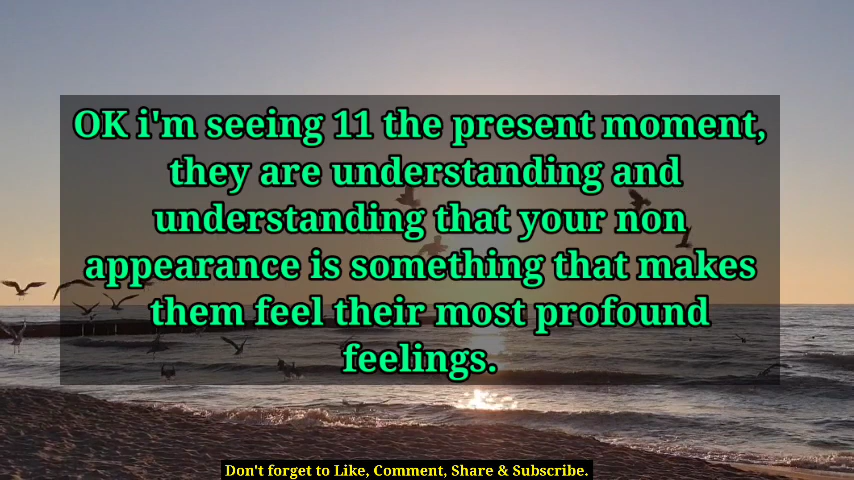 OK i'm seeing 11 the present moment,
they are understanding and
understanding that your non
appearance is something that makes
them feel their most profound
feelings.
Don't forget to Like, Comment, Share & Subscribe.